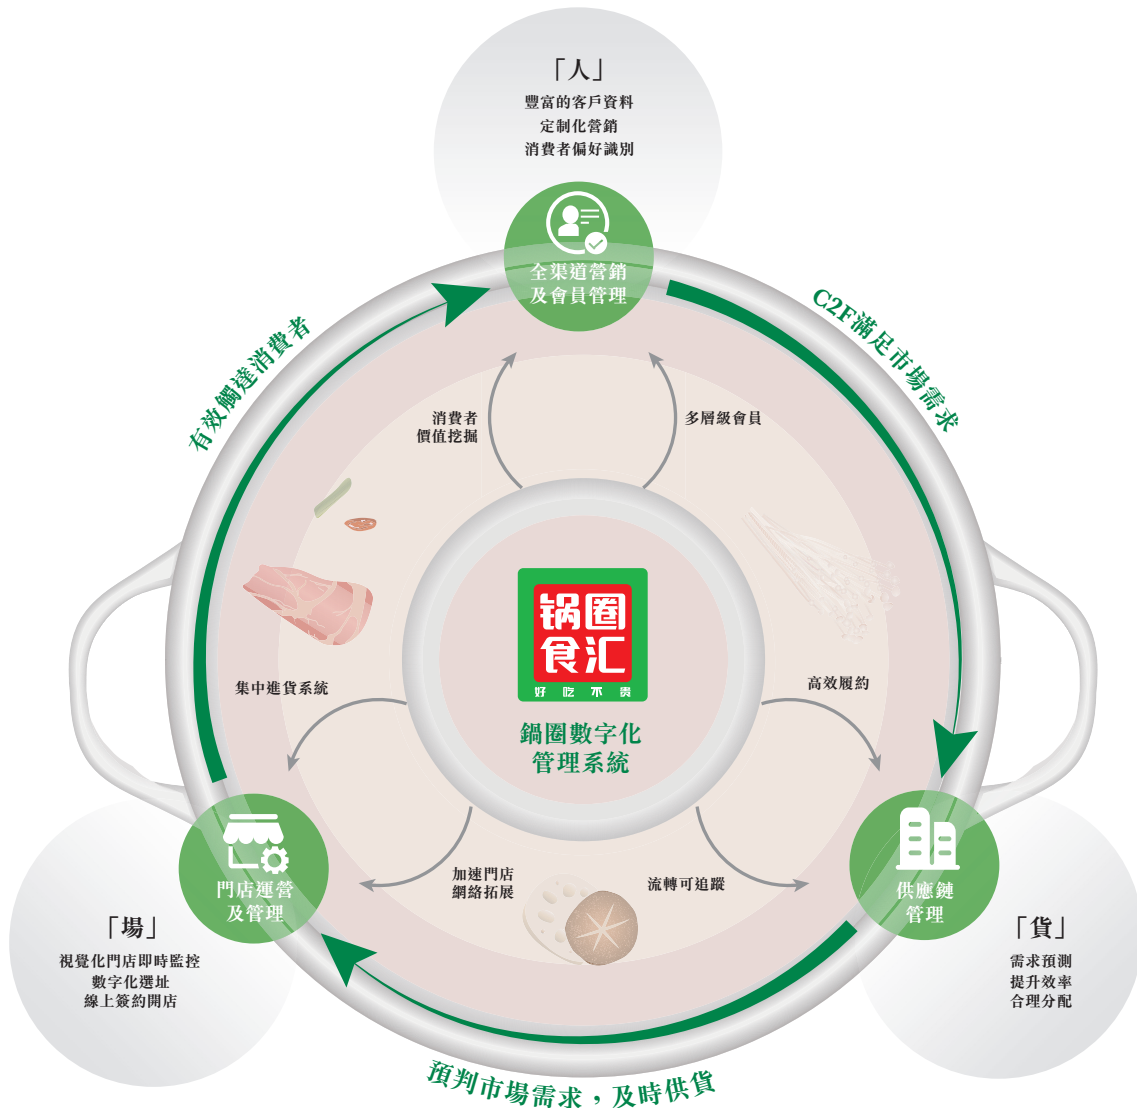 「人」
豐富的客戶資料
定制化營銷
消費者偏好識別
全渠道營銷
及會員管理
有效觸達消費者
C2F滿足市場需求
消費者
價值挖掘
多層級會員
锅圈
食汇
好吃不贵
鍋圈數字化
管理系統
集中進貨系統
高效履約
加速門店
網絡拓展
流轉可追蹤
門店運營
及管理
供應鏈
管理
「場」
視覺化門店即時監控
數字化選址
線上簽約開店
「貨」
需求預測
提升效率
合理分配
預判市場需求，及時供貨